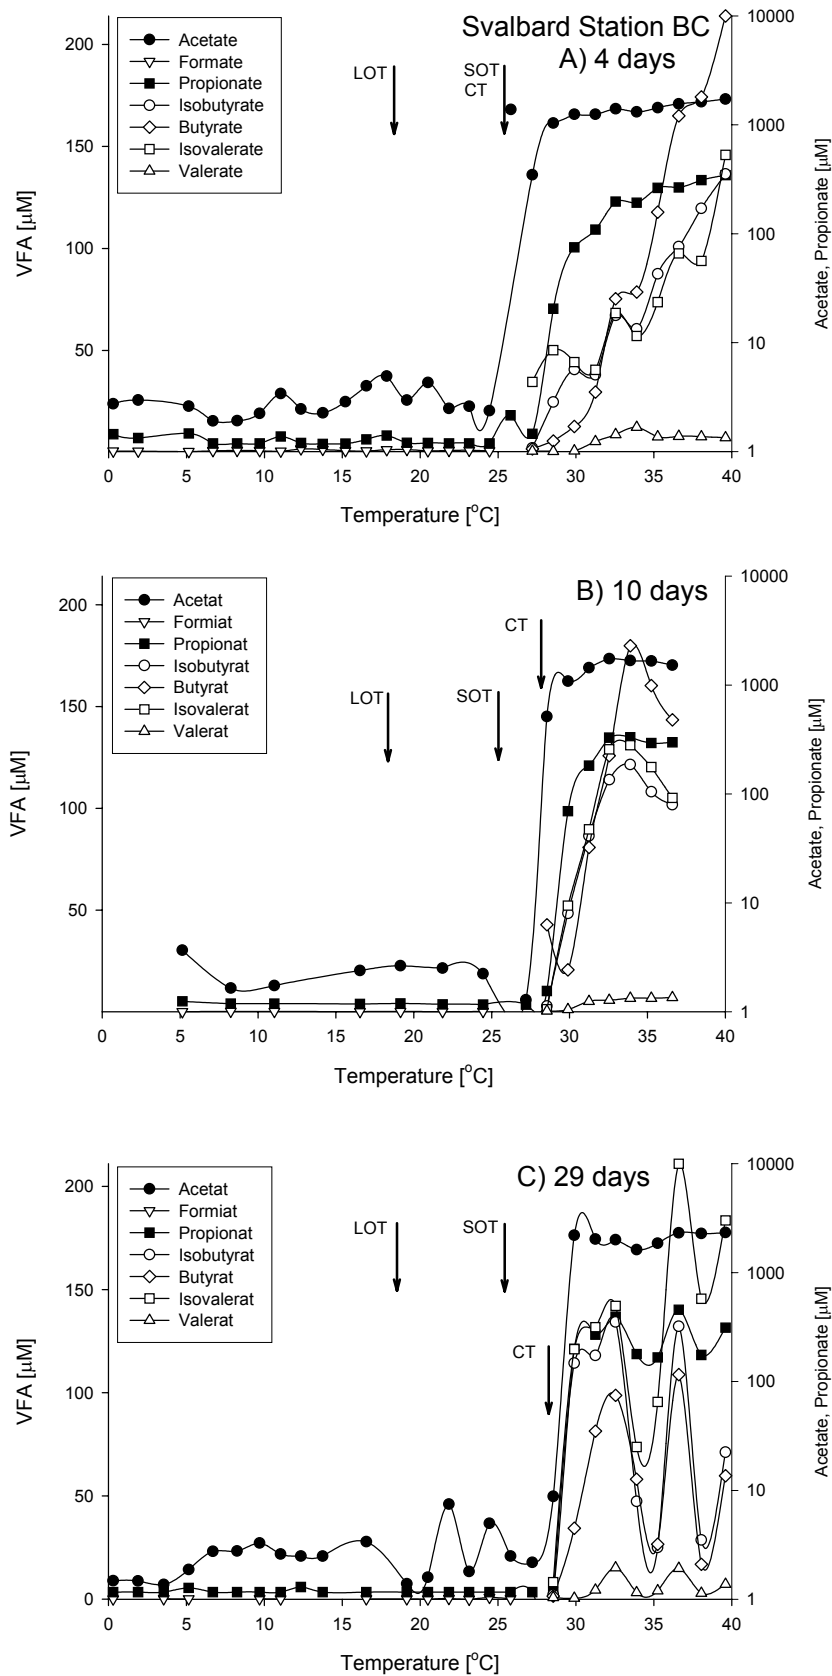 Svalbard Station BC
A) 4 days
Acetate
Formate
Propionate
Isobutyrate
Butyrate
Isovalerate
Valerate
LOT
SOT
CT
200
150
100
50
VFA [µM]
10000
1000
100
10
1
Acetate, Propionate [µM]
0 5 10 15 20 25 30 35 40
Temperature [°C]
B) 10 days
Acetat
Formiat
Propionat
Isobutyrat
Butyrat
Isovalerat
Valerat
CT
LOT
SOT
200
150
100
50
VFA [µM]
10000
1000
100
10
1
Acetate, Propionate [µM]
0 5 10 15 20 25 30 35 40
Temperature [°C]
C) 29 days
Acetat
Formiat
Propionat
Isobutyrat
Butyrat
Isovalerat
Valerat
LOT
SOT
CT
200
150
100
50
0
VFA [µM]
10000
1000
100
10
1
Acetate, Propionate [µM]
0 5 10 15 20 25 30 35 40
Temperature [°C]